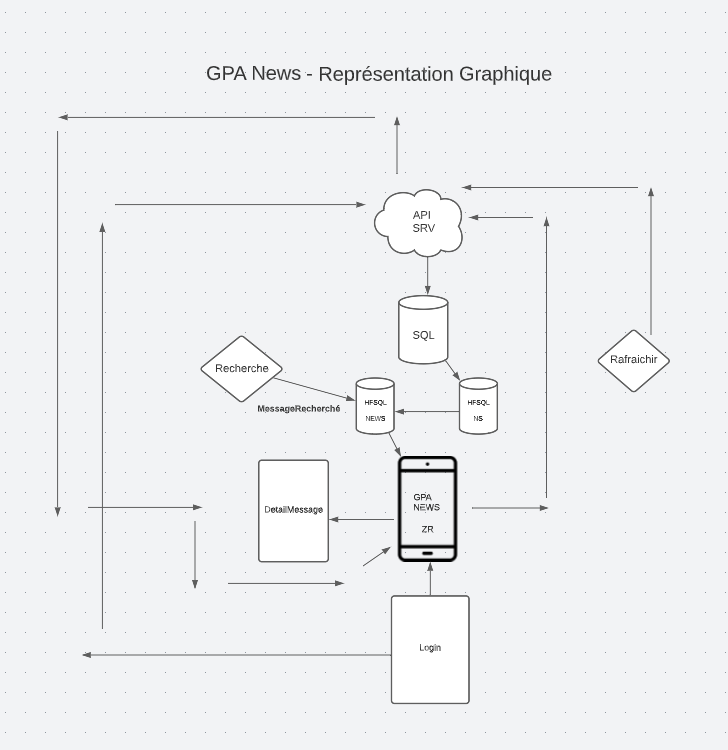 GPA News - Représentation Graphique
API
SRV
SQL
Recherche
Rafraichir
MessageRecherché
HFSQL
NEWS
HFSQL
NS
DetailMessage
GPA
NEWS
ZR
Login